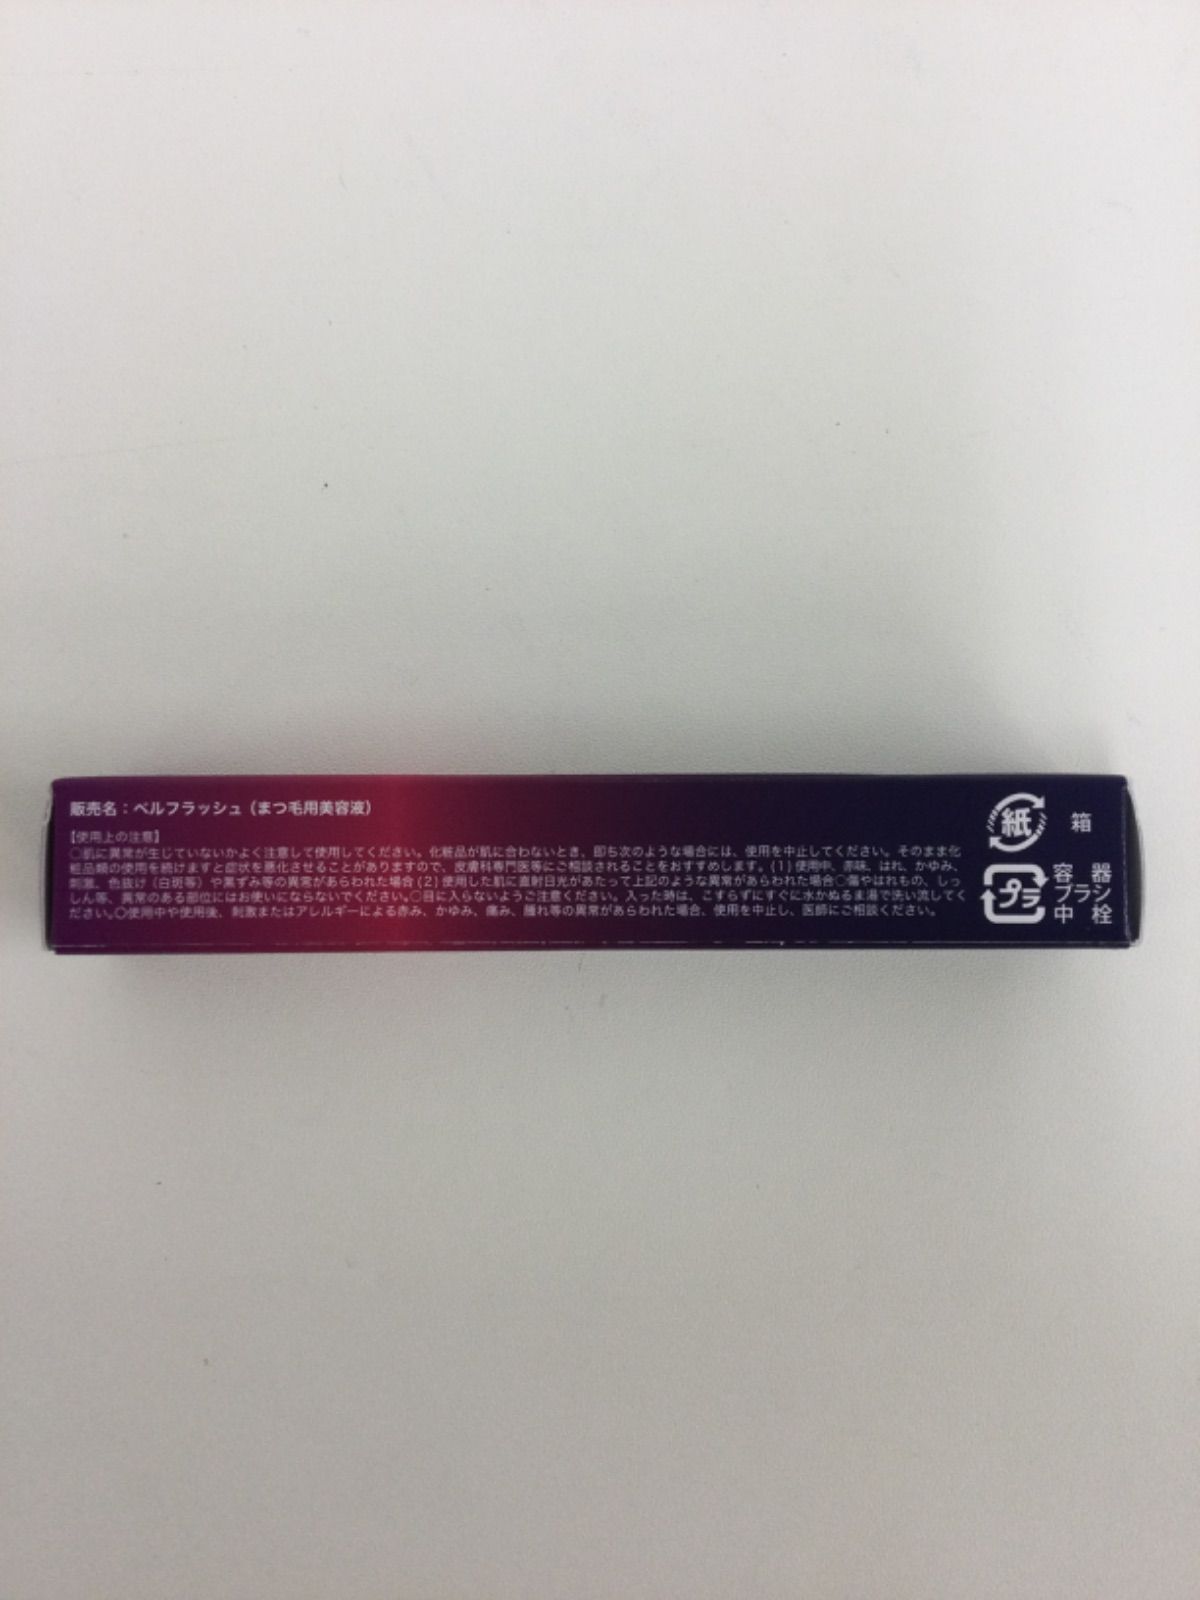 販売名：ベルフラッシュ（まつ毛用美容液）
【使用上の注意】
○肌に異常が生じていないかよく注意して使用してください。化粧品が肌に合わないとき、即ち次のような場合には、使用を中止してください。そのまま化
粧品類の使用を続けますと症状を悪化させることがありますので、皮膚科専門医等にご相談されることをおすすめします。(1)使用中、赤味、はれ、かゆみ、
刺激、色抜け（白斑等）や黒ずみ等の異常があらわれた場合(2)使用した肌に直射日光があたって上記のような異常があらわれた場合○傷やはれもの、しっ
しん等、異常のある部位にはお使いにならないでください。○目に入らないようご注意ください。入った時は、こすらずにすぐに水かぬるま湯で洗い流してく
ださい。○使用中や使用後、刺激またはアレルギーによる赤み、かゆみ、痛み、腫れ等の異常があらわれた場合、使用を中止し、医師にご相談ください。
紙 箱
プラ 容器
ブラシ
中栓